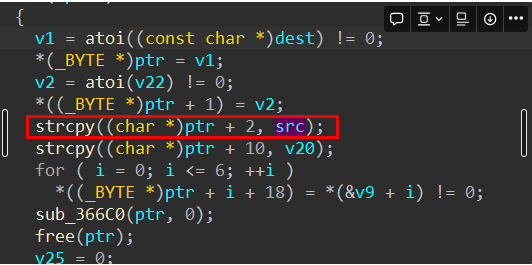 {
v1 = atoi((const char *)dest) != 0;
*(_BYTE *)ptr = v1;
v2 = atoi(v22) != 0;
*((_BYTE *)ptr + 1) = v2;
strcpy((char *)ptr + 2, src);
strcpy((char *)ptr + 10, v20);
for ( i = 0; i <= 6; ++i )
*((_BYTE *)ptr + i + 18) = *(&v9 + i) != 0;
sub_366C0(ptr, 0);
free(ptr);
v25 = 0;